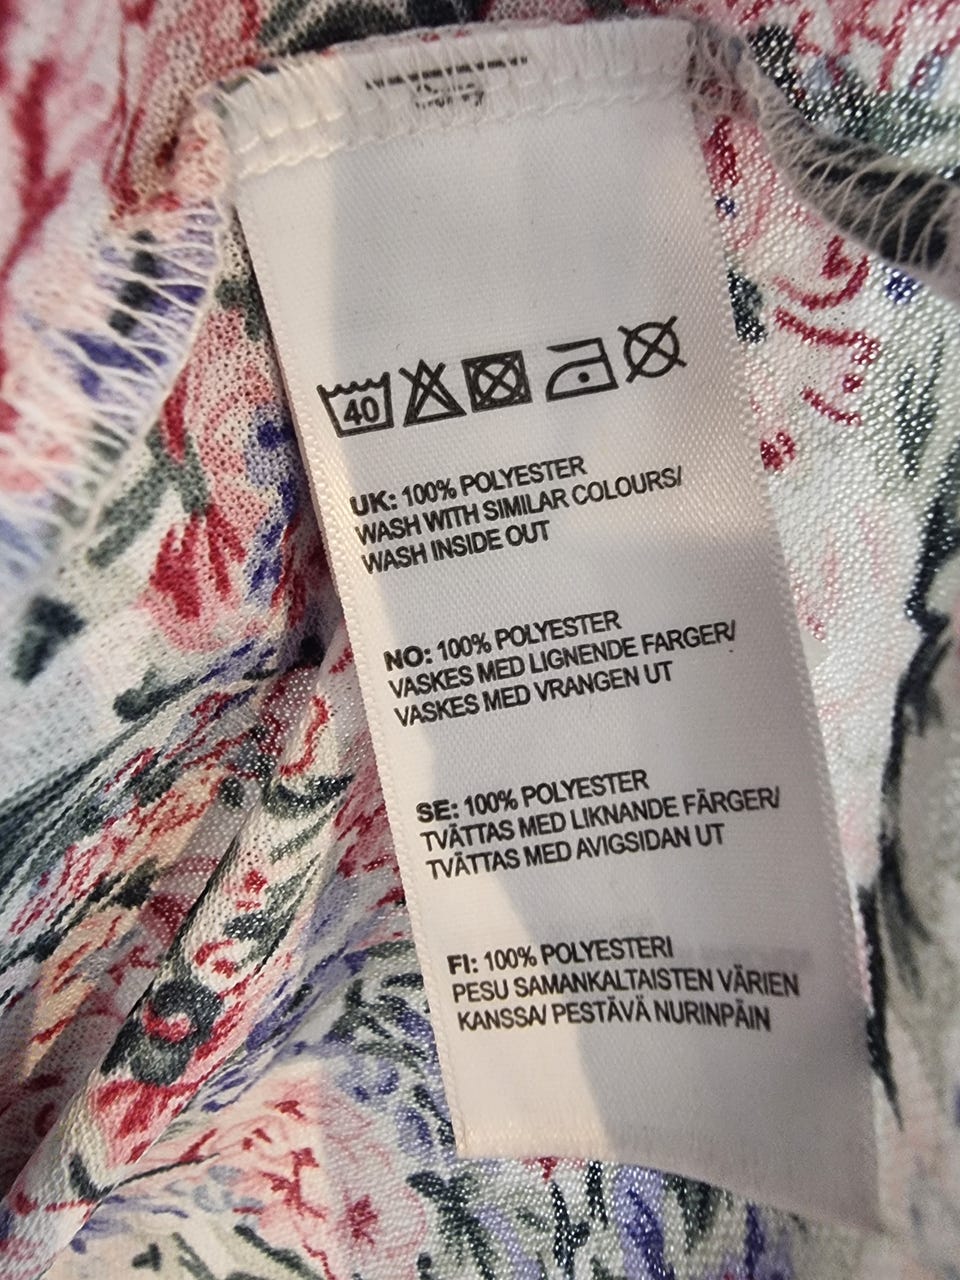 40
UK: 100% POLYESTER
WASH WITH SIMILAR COLOURS/
WASH INSIDE OUT
NO: 100% POLYESTER
VASKES MED LIGNENDE FARGER/
VASKES MED VRANGEN UT
SE: 100% POLYESTER
TVÄTTAS MED LIKNANDE FÄRGER/
TVÄTTAS MED AVIGSIDAN UT
FI: 100% POLYESTERI
PESU SAMANKALTAISTEN VÄRIEN
KANSSA/ PESTÄVÄ NURINPÄIN